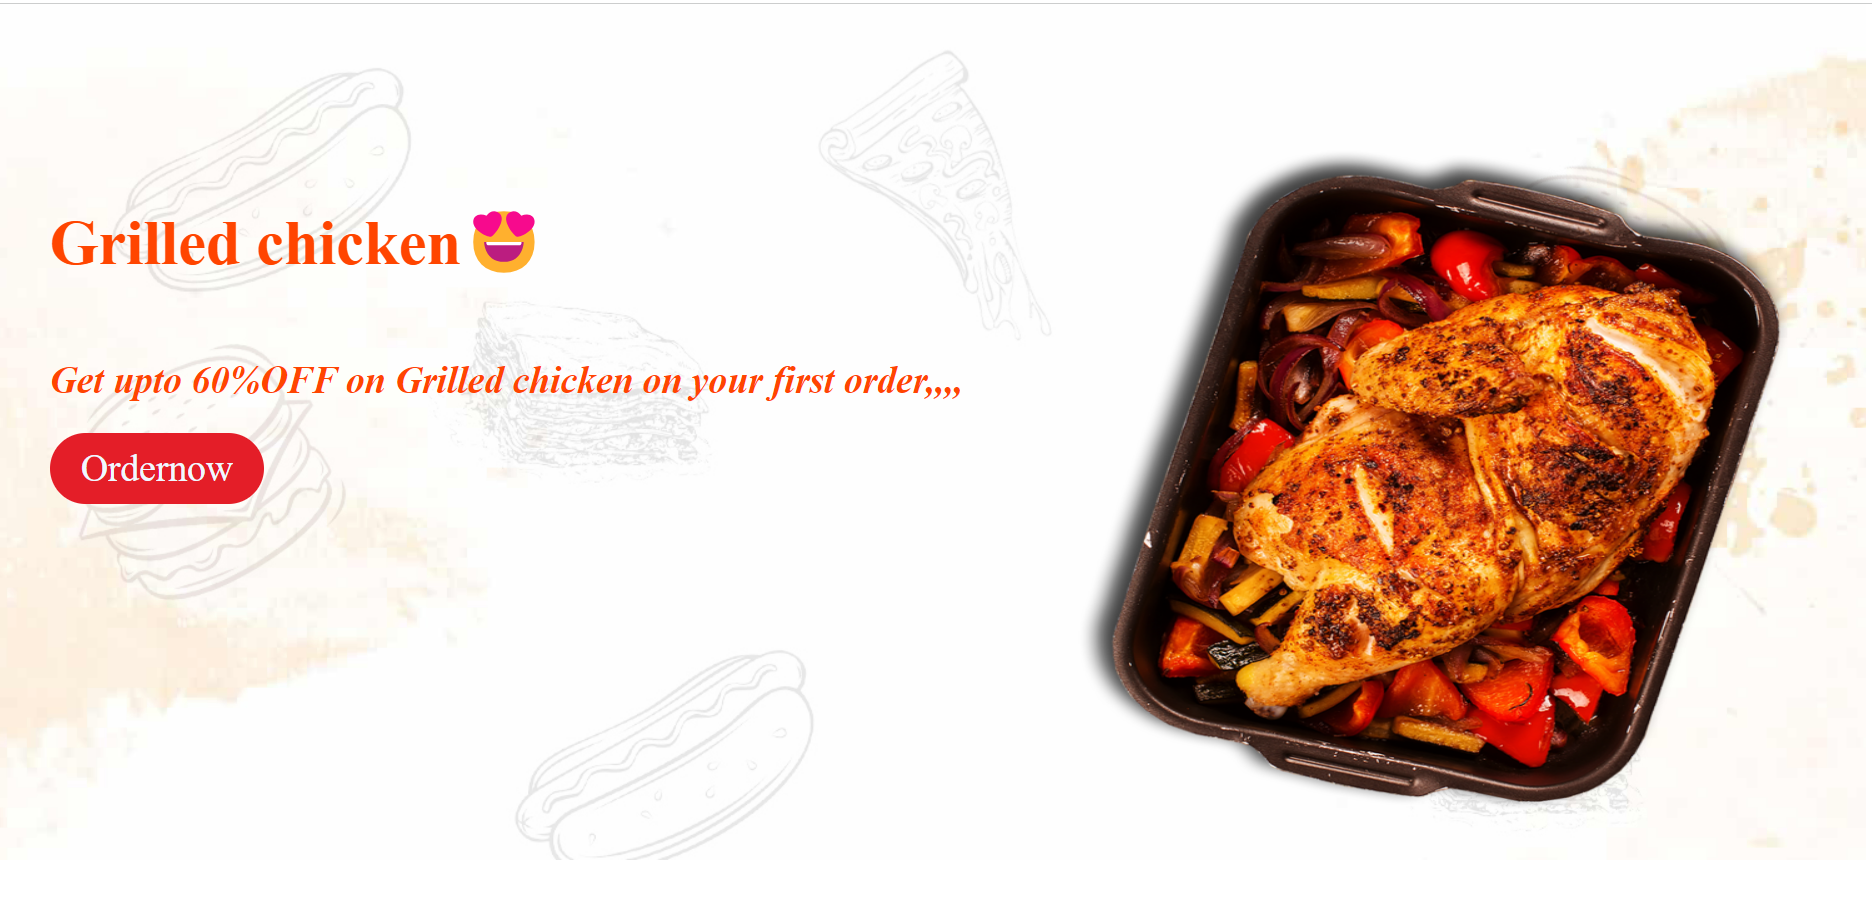 Grilled chicken 😍
Get upto 60%OFF on Grilled chicken on your first order,,,,
Ordernow